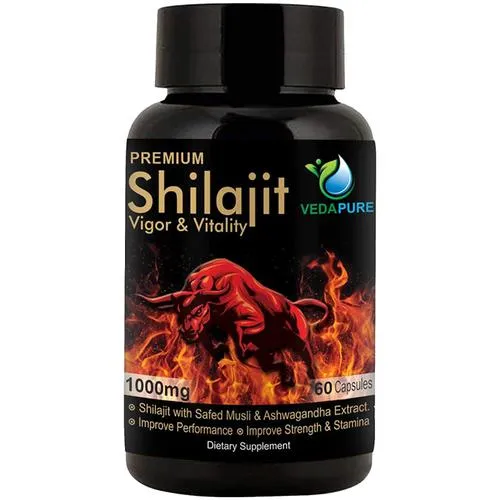 PREMIUM
Shilajit
Vigor & Vitality
VEDAPURE
1000mg
60 Capsules
Shilajit with Safed Musli & Ashwagandha Extract.
Improve Performance Improve Strength & Stamina
Dietary Supplement